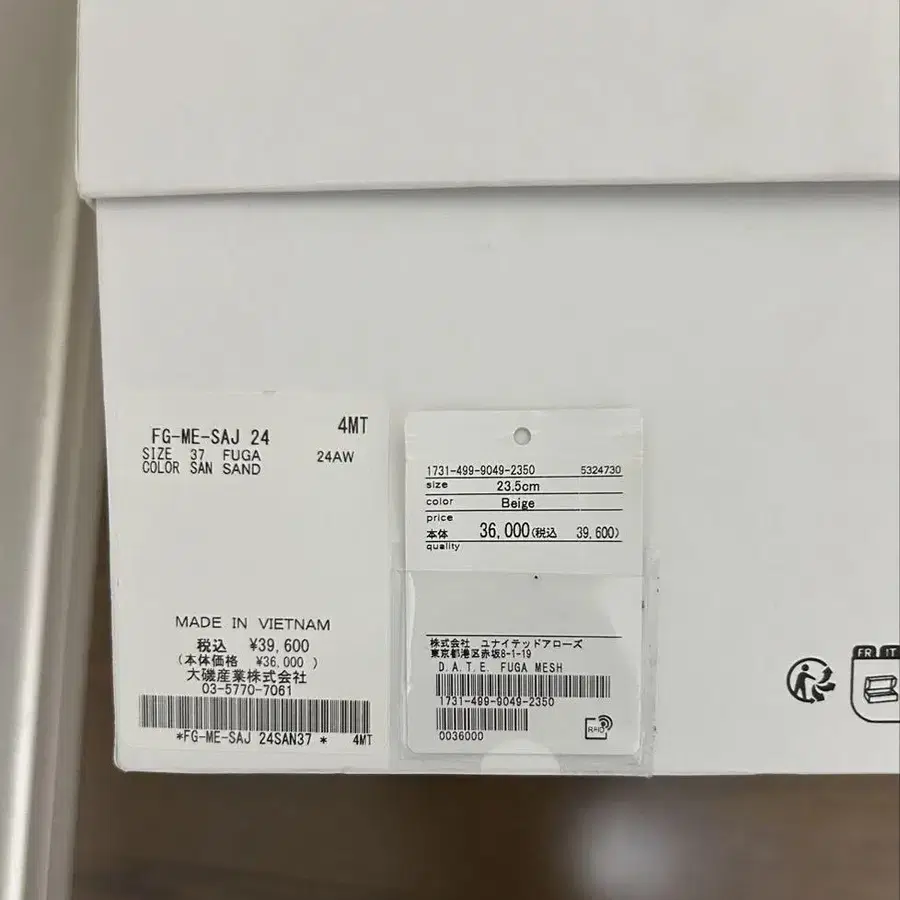 4MT
FG-ME-SAJ 24
SIZE 37 FUGA 24AW
COLOR SAN SAND
MADE IN VIETNAM
税込 ¥39,600
(本体価格 ¥36,000 )
大磯産業株式会社
03-5770-7061
*FG-ME-SAJ 24SAN37 * 4MT
1731-499-9049-2350 5324730
size 23.5cm
color Beige
price
本体 36,000(税込 39,600)
quality
株式会社 ユナイテッドアローズ
東京都港区赤坂8-1-19
D.A.T.E. FUGA MESH
1731-499-9049-2350
0036000
RFID
FR IT